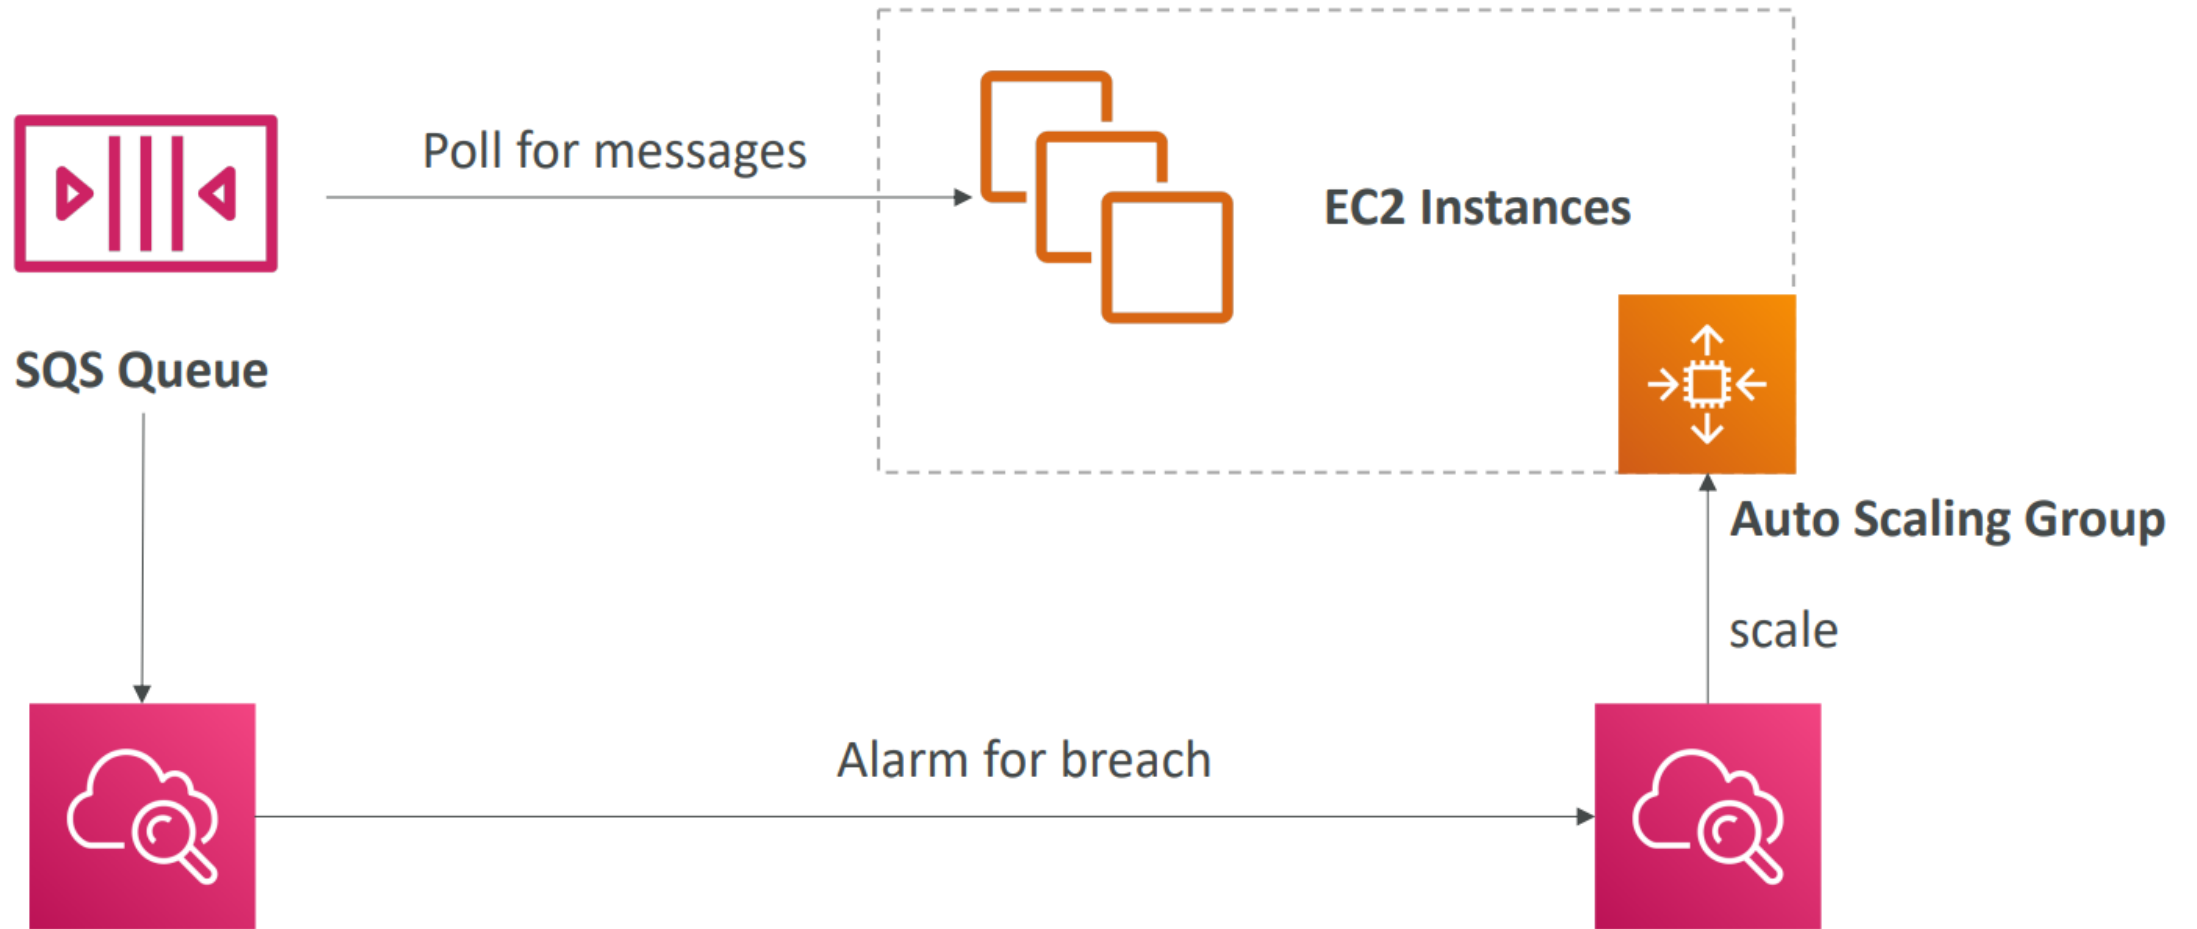 Poll for messages
EC2 Instances
SQS Queue
Auto Scaling Group
scale
Alarm for breach